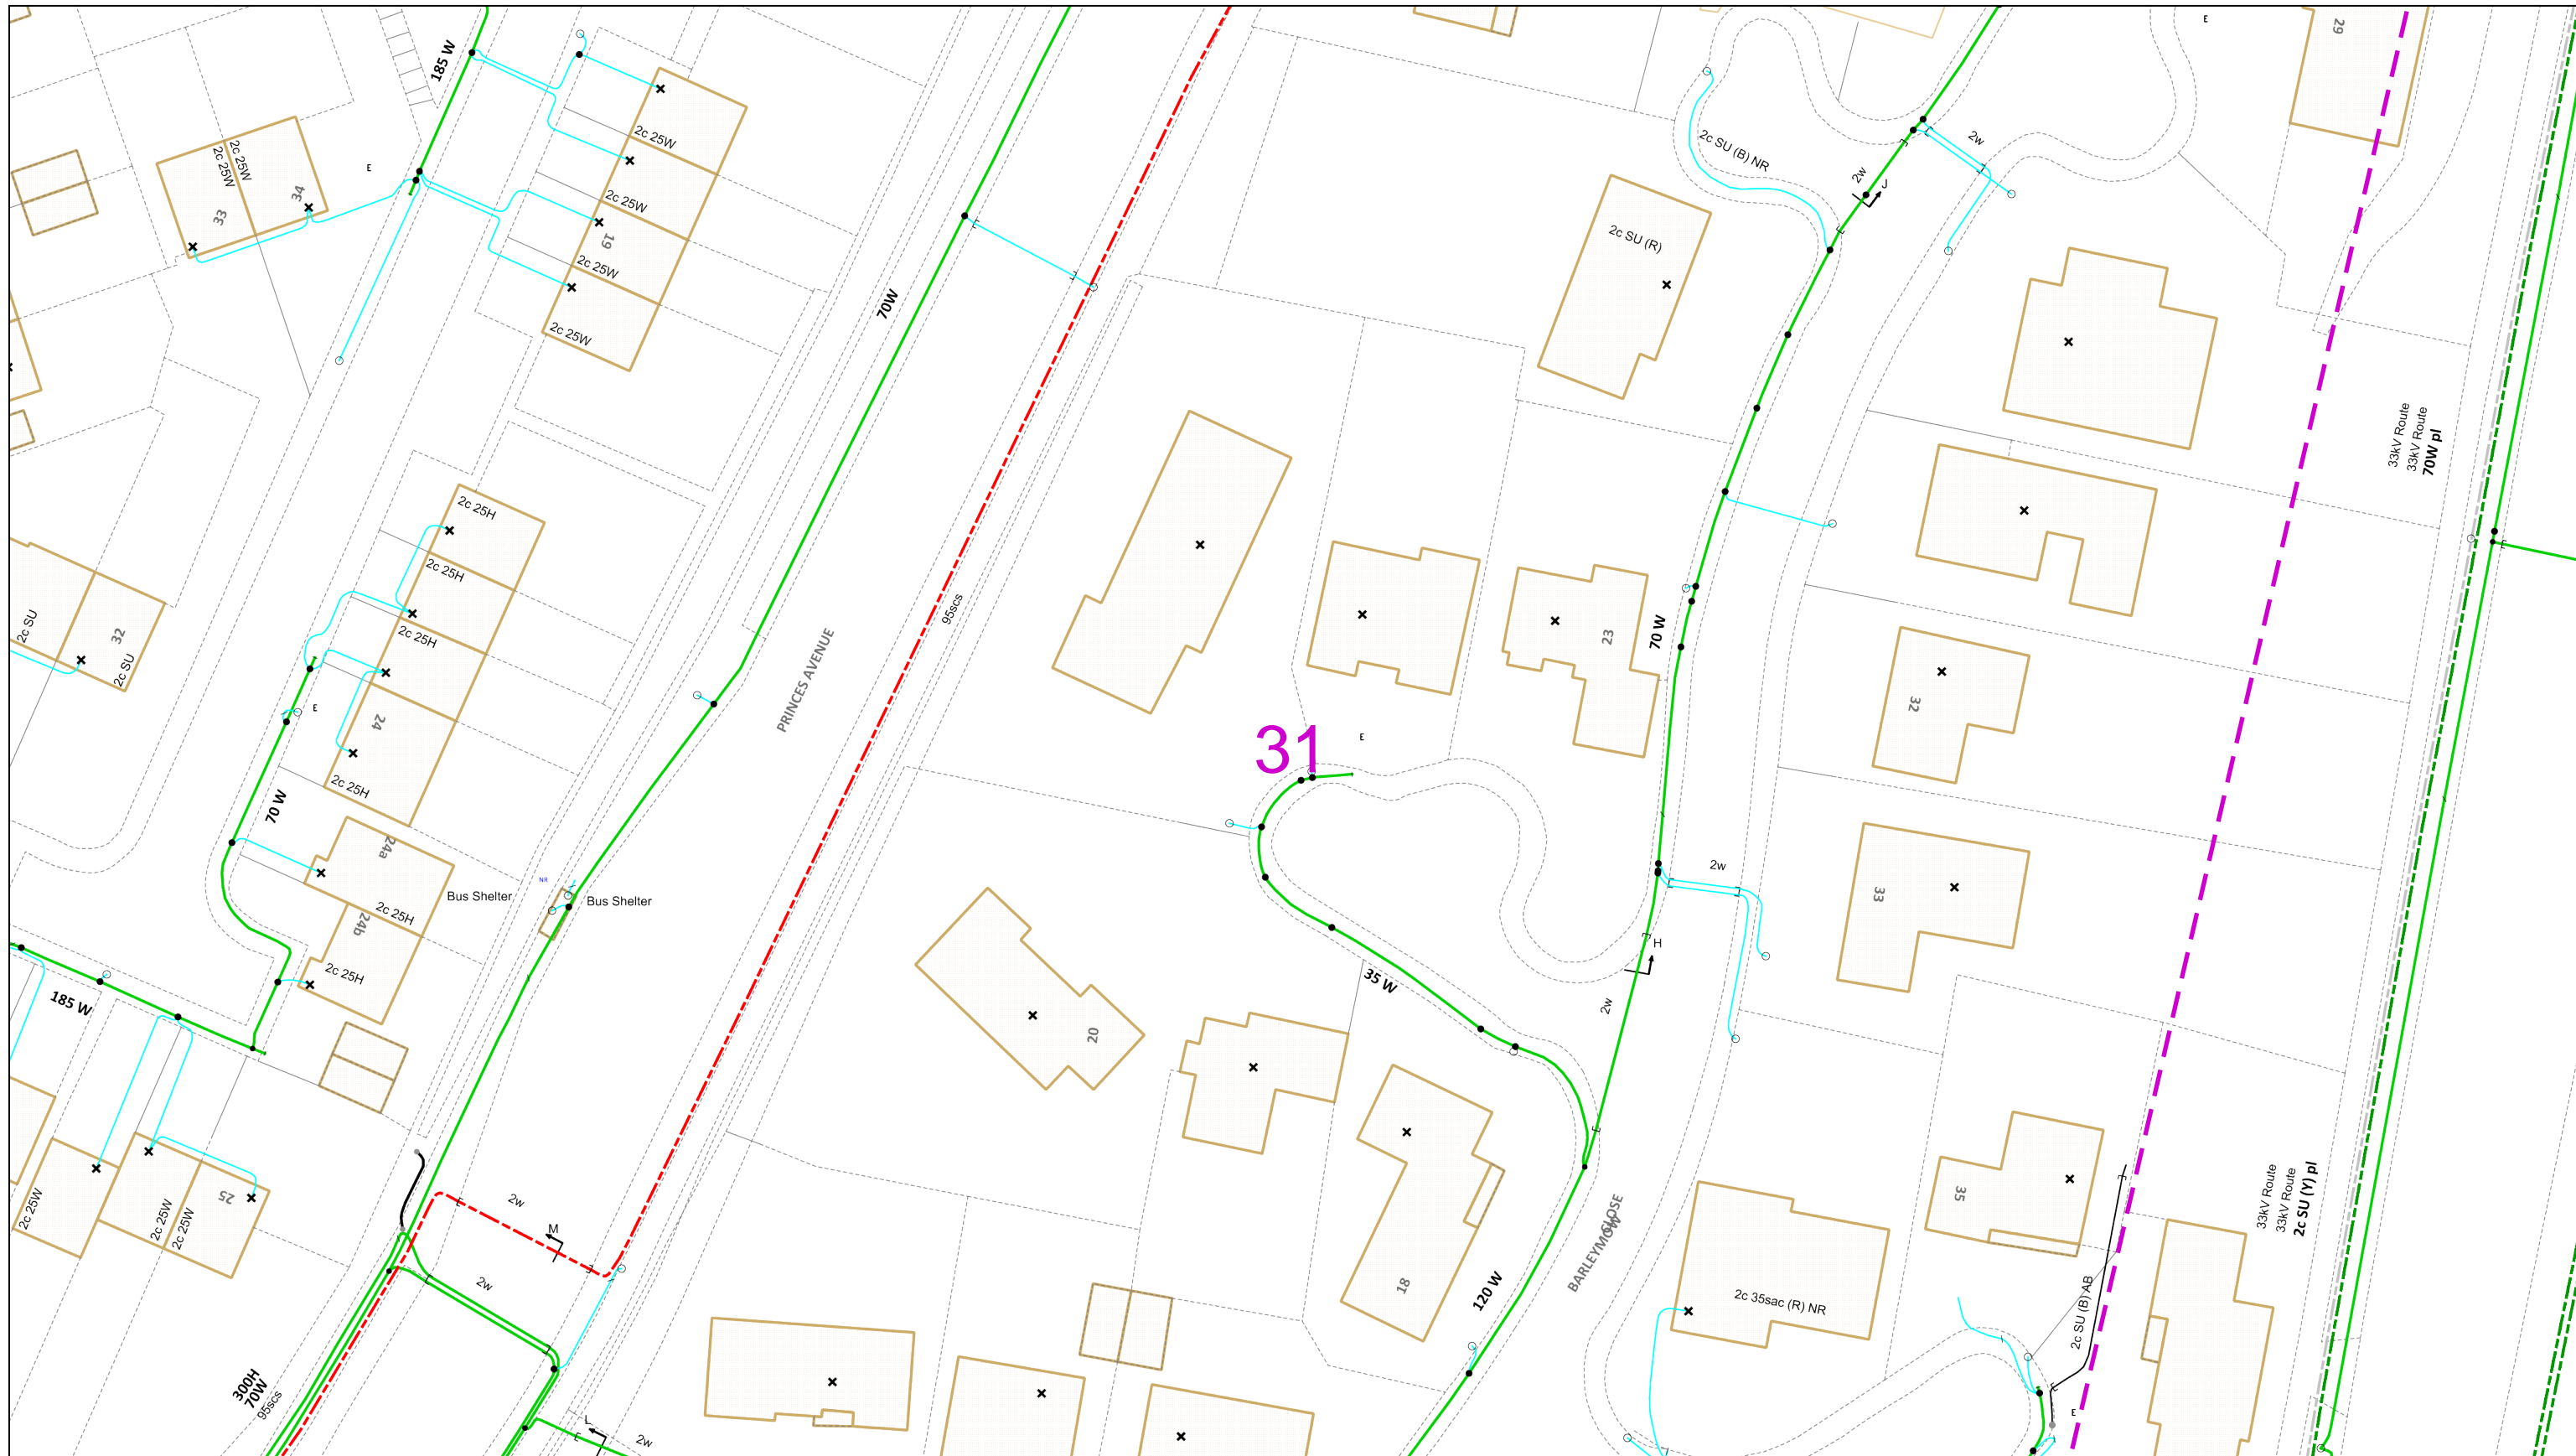 185 W
E
29
2c 25W
2c SU (B) NR
2w
2c 25W
2c 25W
E
34
33
2c 25W
2w
J
19
2c 25W
2c SU (R)
2c 25W
70W
33kV Route
33kV Route
70W pl
2c 25H
2c 25H
95scs
2c SU
32
2c SU
2c 25H
PRINCES AVENUE
23
70 W
E
24
32
31
E
2c 25H
70 W
24a
2w
NR
Bus Shelter
Bus Shelter
33
2c 25H
24b
H
2c 25H
35 W
185 W
2w
20
25
2c 25W
2c 25W
2c 25W
2w
M
35
33kV Route
33kV Route
2c SU (Y) pl
BARLEYMOW
CLOSE
18
2w
120 W
2c 35sac (R) NR
2c SU (B) AB
300H
70W
95scs
L
2w
E